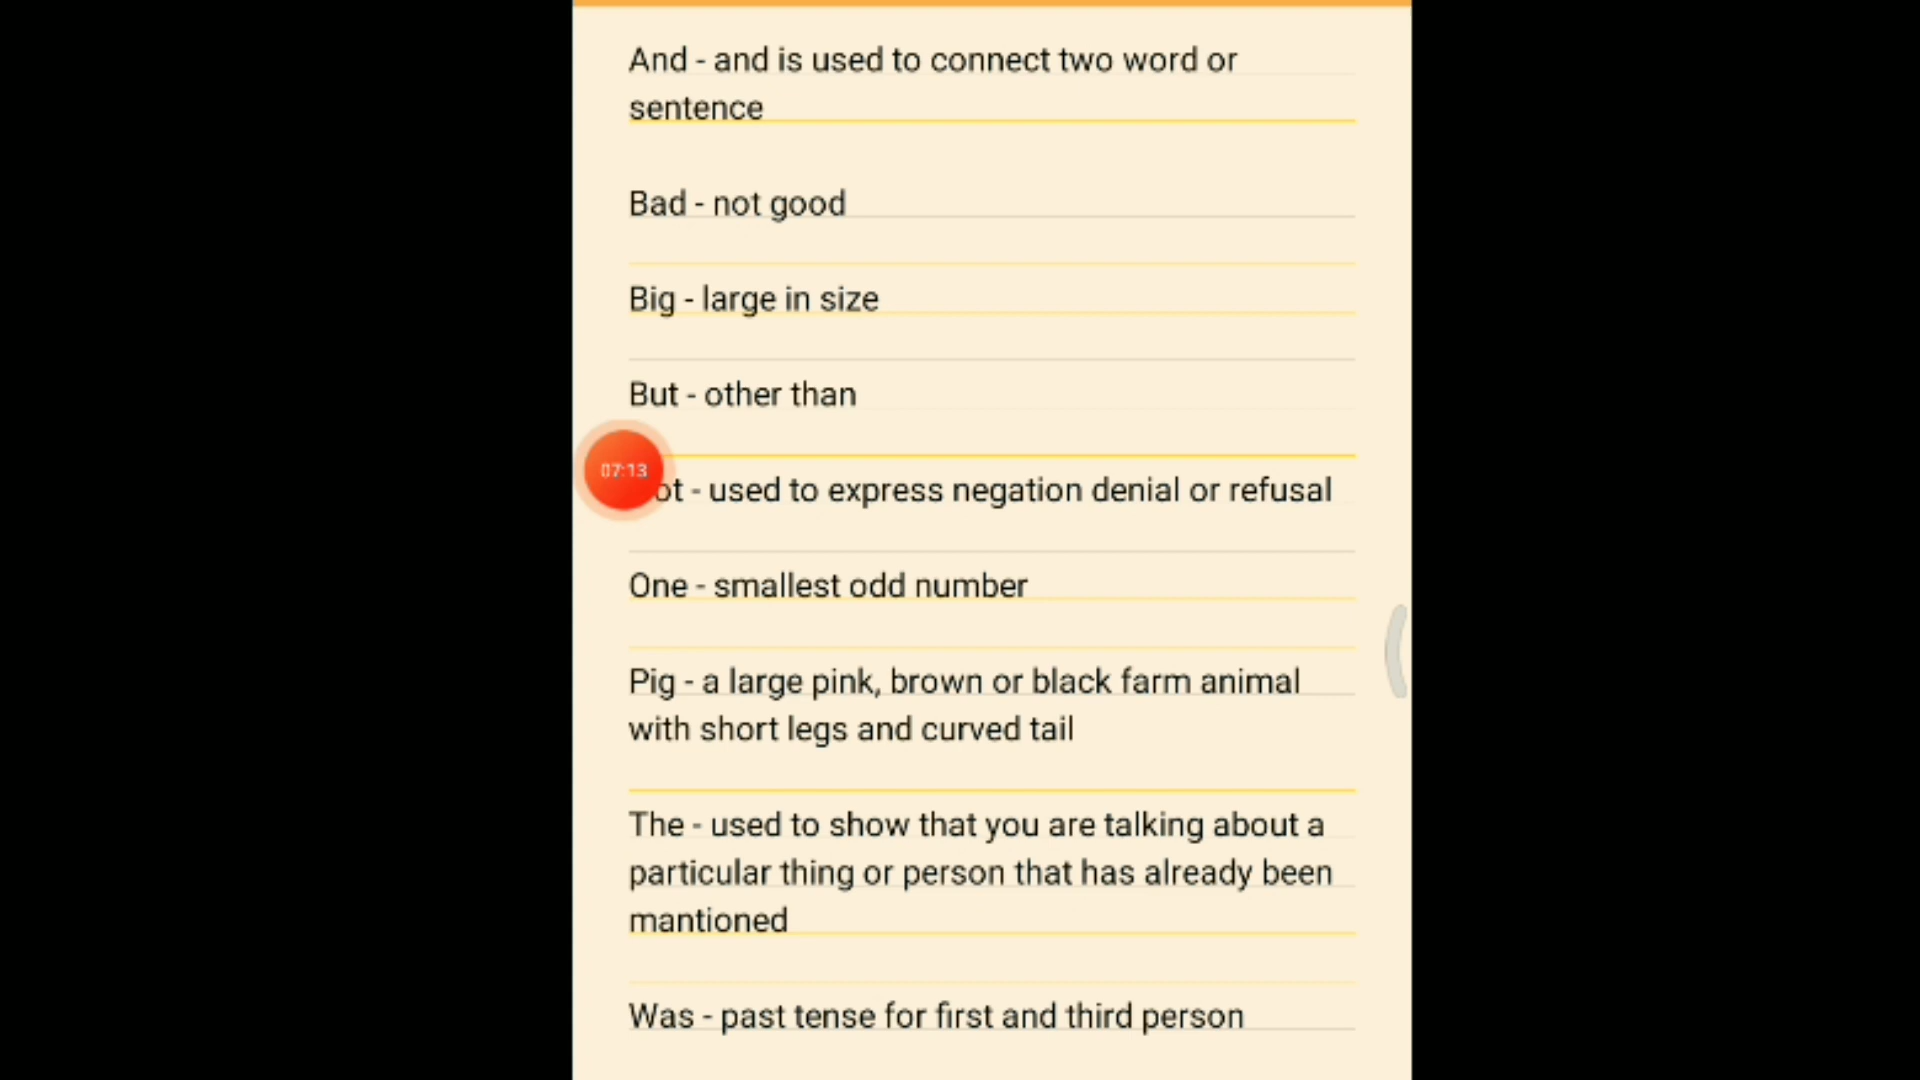 And - and is used to connect two word or
sentence
Bad - not good
Big - large in size
But - other than
07:13
- used to express negation denial or refusal
One - smallest odd number
Pig - a large pink, brown or black farm animal
with short legs and curved tail
The - used to show that you are talking about a
particular thing or person that has already been
mantioned
Was - past tense for first and third person